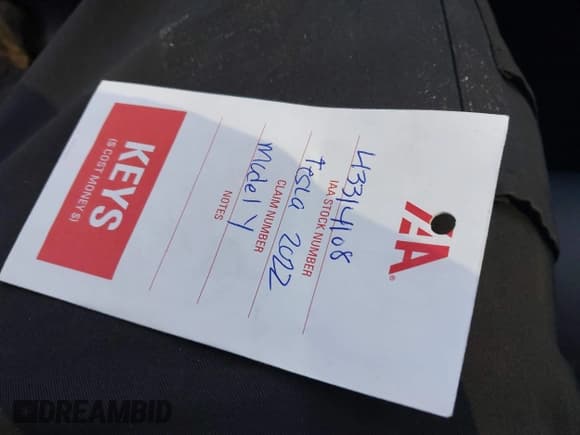 IAA
43314108
IAA STOCK NUMBER
Tesla 2022
CLAIM NUMBER
Model Y
NOTES
KEYS
(S COST MONEY $)
DREAMBID